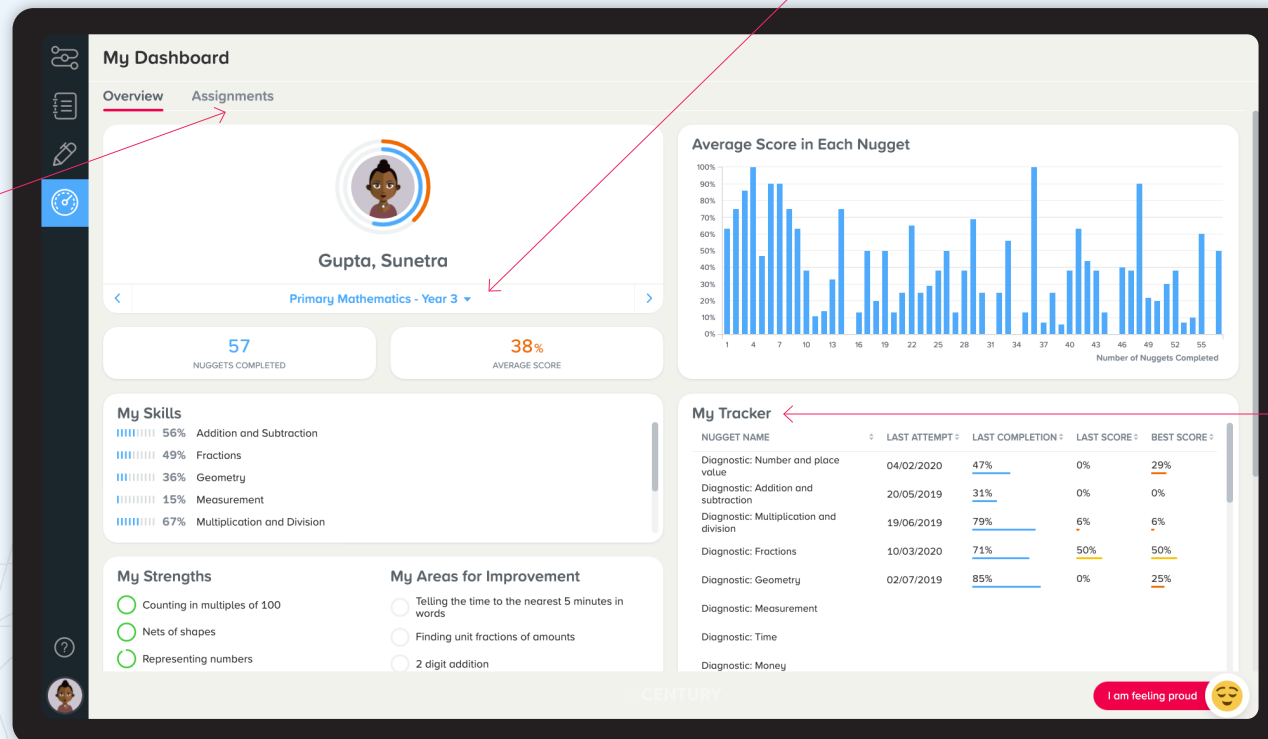 My Dashboard
Overview Assignments
Gupta, Sunetra
Primary Mathematics - Year 3
57
NUGGETS COMPLETED
38%
AVERAGE SCORE
Average Score in Each Nugget
100%
90%
80%
70%
60%
50%
40%
30%
20%
10%
0%
1 4 7 10 13 16 19 22 25 28 31 34 37 40 43 46 49 52 55
Number of Nuggets Completed
My Skills
56% Addition and Subtraction
49% Fractions
36% Geometry
15% Measurement
67% Multiplication and Division
My Strengths
Counting in multiples of 100
Nets of shapes
Representing numbers
My Areas for Improvement
Telling the time to the nearest 5 minutes in
words
Finding unit fractions of amounts
2 digit addition
My Tracker
NUGGET NAME LAST ATTEMPT LAST COMPLETION LAST SCORE BEST SCORE
Diagnostic: Number and place
value 04/02/2020 47% 0% 29%
Diagnostic: Addition and
subtraction 20/05/2019 31% 0% 0%
Diagnostic: Multiplication and
division 19/06/2019 79% 6% 6%
Diagnostic: Fractions 10/03/2020 71% 50% 50%
Diagnostic: Geometry 02/07/2019 85% 0% 25%
Diagnostic: Measurement
Diagnostic: Time
Diagnostic: Money
?
CENTURY
I am feeling proud